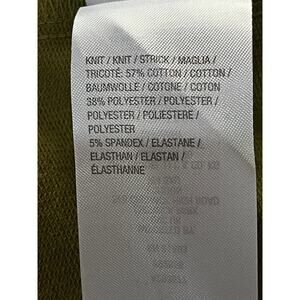 KNIT / KNIT / STRICK / MAGLIA /
TRICOTÉ: 57% COTTON / COTTON /
BAUMWOLLE / COTONE / COTON
38% POLYESTER / POLYESTER /
POLYESTER / POLIESTERE /
POLYESTER
5% SPANDEX / ELASTANE /
ELASTHAN / ELASTAN /
ÉLASTHANNE